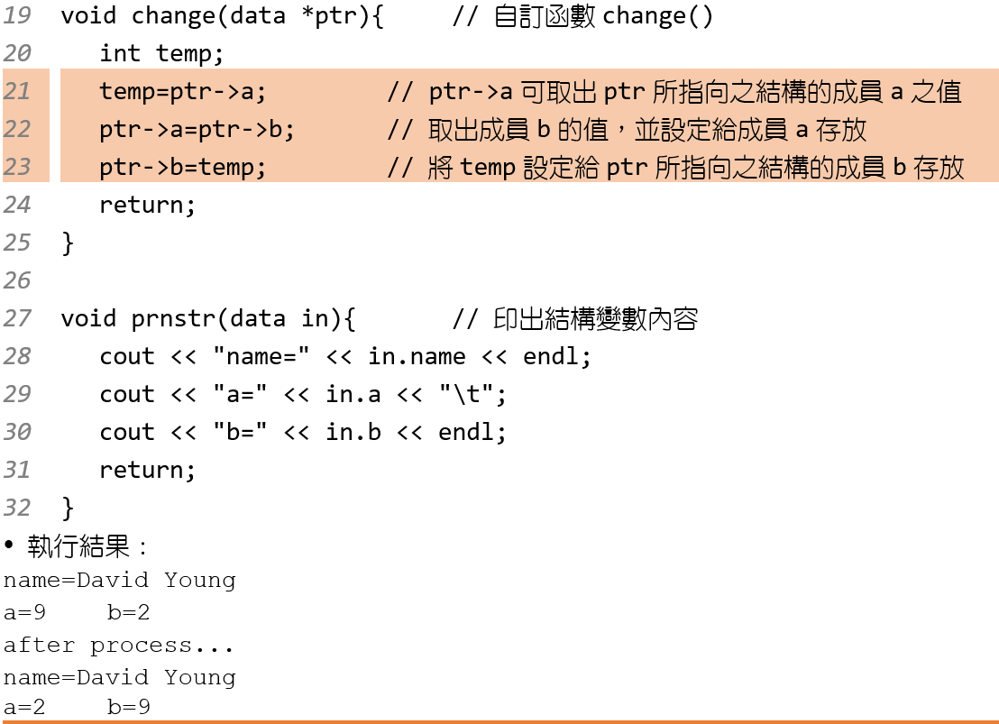 19 void change(data *ptr){ // 自訂函數 change()
20 int temp;
21 temp=ptr->a; // ptr->a 可取出 ptr 所指向之結構的成員 a 之值
22 ptr->a=ptr->b; // 取出成員 b 的值，並設定給成員 a 存放
23 ptr->b=temp; // 將 temp 設定給 ptr 所指向之結構的成員 b 存放
24 return;
25 }
26
27 void prnstr(data in){ // 印出結構變數內容
28 cout << "name=" << in.name << endl;
29 cout << "a=" << in.a << "\t";
30 cout << "b=" << in.b << endl;
31 return;
32 }
• 執行結果：
name=David Young
a=9 b=2
after process...
name=David Young
a=2 b=9